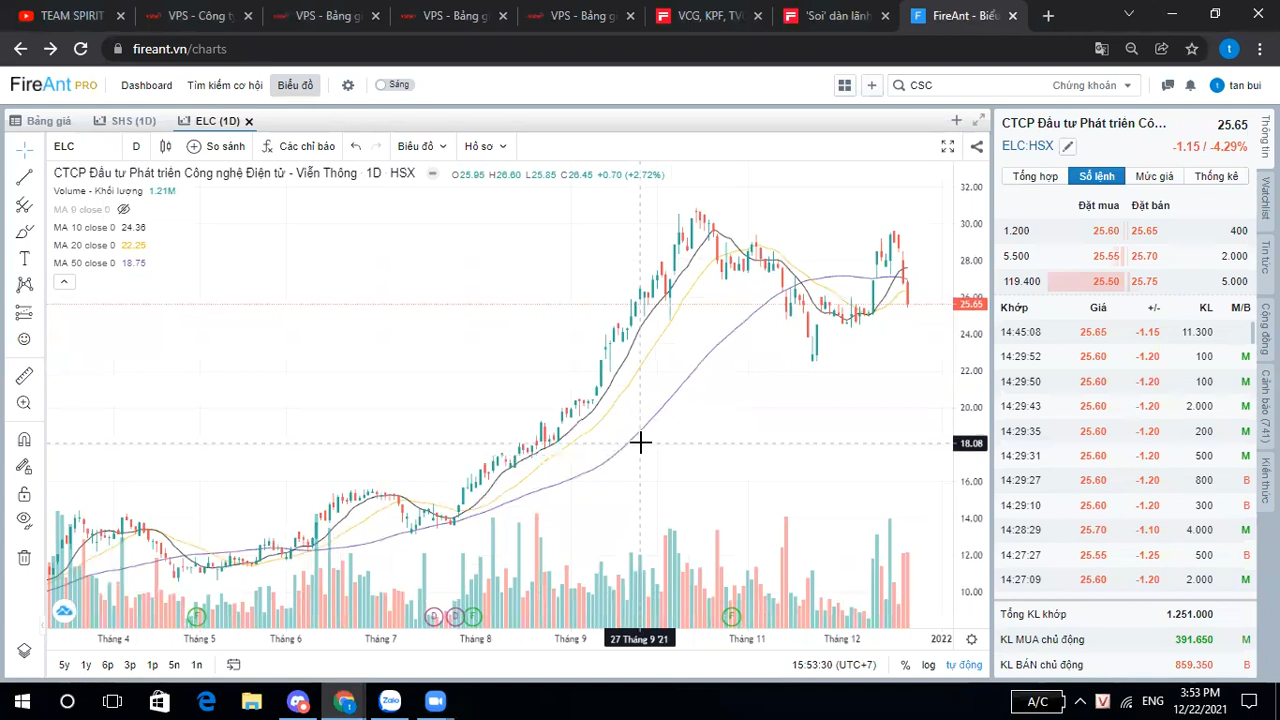 TEAM SPIRIT
VPS - Công ty
VPS - Bảng g
VPS - Bảng g
VPS - Bảng gi
VCG, KPF, TVC
'Soi' dàn lãnh
FireAnt - Biểu
fireant.vn/charts
t
FireAnt PRO
Dashboard
Tìm kiếm cơ hội
Biểu đồ
Sáng
CSC
Chứng khoán
t
tan bui
Bảng giá
SHS (1D)
ELC (1D)
ELC
D
So sánh
Các chỉ báo
Biểu đồ
Hồ sơ
CTCP Đầu tư Phát triển Công nghệ Điện tử - Viễn Thông • 1D • HSX
O25.95 H26.60 L25.85 C26.45 +0.70 (+2.72%)
Volume - Khối lượng 1.21M
MA 9 close 0
MA 10 close 0 24.36
MA 20 close 0 22.25
MA 50 close 0 18.75
32.00
30.00
28.00
26.00
25.65
24.00
22.00
20.00
18.08
16.00
14.00
12.00
10.00
F
D
D
F
F
Tháng 4
Tháng 5
Tháng 6
Tháng 7
Tháng 8
Tháng 9
27 Tháng 9 '21
Tháng 11
Tháng 12
2022
5y 1y 6p 3p 1p 5n 1n
15:53:30 (UTC+7)
% log tự động
CTCP Đầu tư Phát triển Cô... 25.65
ELC:HSX -1.15 / -4.29%
Tổng hợp Sổ lệnh Mức giá Thống kê
Đặt mua Đặt bán
1.200 25.60 25.65 400
5.500 25.55 25.70 2.000
119.400 25.50 25.75 5.000
Khớp Giá +/- KL M/B
14:45:08 25.65 -1.15 11.300
14:29:52 25.60 -1.20 100 M
14:29:50 25.60 -1.20 100 M
14:29:43 25.60 -1.20 2.000 M
14:29:35 25.60 -1.20 200 M
14:29:31 25.60 -1.20 500 M
14:29:27 25.60 -1.20 800 B
14:29:10 25.60 -1.20 300 B
14:28:29 25.70 -1.10 4.000 M
14:27:27 25.55 -1.25 500 B
14:27:09 25.60 -1.20 2.000 M
Tổng KL khớp 1.251.000
KL MUA chủ động 391.650 M
KL BÁN chủ động 859.350 B
Thông tin
Watchlist
Tin tức
Cộng đồng
Cảnh báo (741)
Kiến thức
A/C
V
ENG
3:53 PM
12/22/2021